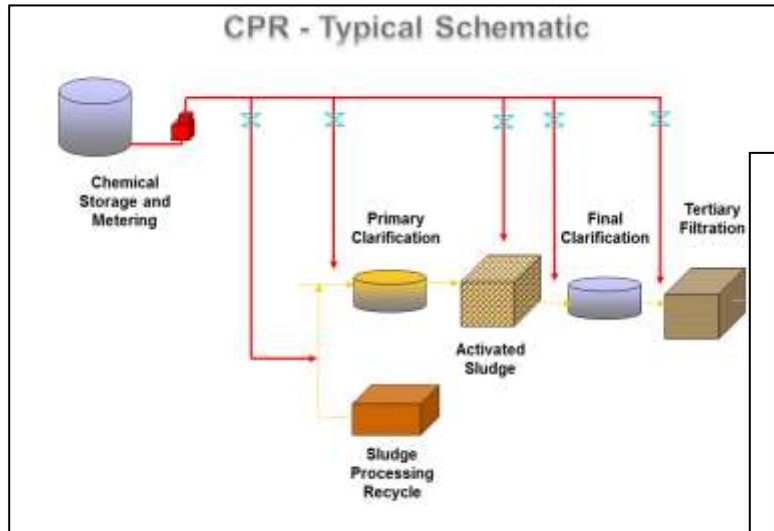 CPR - Typical Schematic
Chemical
Storage and
Metering
Primary
Clarification
Final
Clarification
Tertiary
Filtration
Activated
Sludge
Sludge
Processing
Recycle